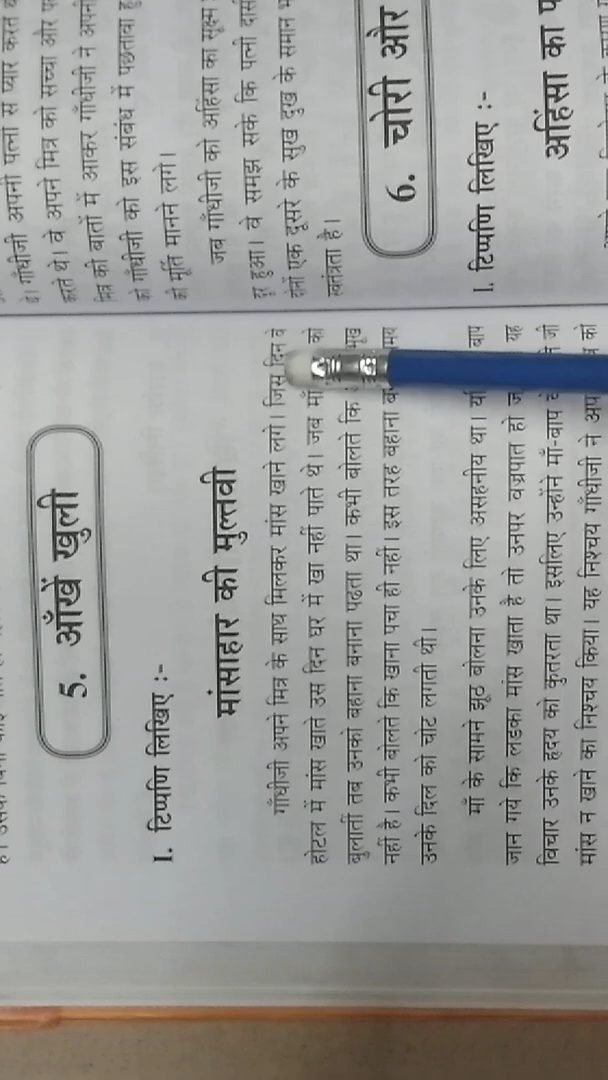 5. आँखें खुली
I. टिप्पणि लिखिए :-
मांसाहार की मुल्तवी
गाँधीजी अपने मित्र के साथ मिलकर मांस खाने लगे। जिस दिन वे
होटल में मांस खाते उस दिन घर में खा नहीं पाते थे। जब माँ को
बुलातीं तब उनको बहाना बनाना पढता था। कभी बोलते कि भूख
नहीं है। कभी बोलते कि खाना पचा ही नहीं। इस तरह बहाना
उनके दिल को चोट लगती थी।
माँ के सामने झूठ बोलना उनके लिए असहनीय था। बाप
जान गये कि लडका मांस खाता है तो उनपर वज्रपात हो यह
विचार उनके हृदय को कुतरता था। इसलिए उन्होंने माँ-बाप जी
मांस न खाने का निश्चय किया। यह निश्चय गाँधीजी ने को
है। गाँधीजी अपनी पत्नी से प्यार करते
करते थे। वे अपने मित्र को सच्चा और
मित्र की बातों में आकर गाँधीजी ने
को गाँधीजी को इस संबंध में पछतावा
की मूर्ति मानने लगे।
जब गाँधीजी को अहिंसा का सूक्ष्म
दूर हुआ। वे समझ सके कि पत्नी
दोनों एक दूसरे के सुख दुख के समान
स्वतंत्रता है।
6. चोरी और
I. टिप्पणि लिखिए :-
अहिंसा का